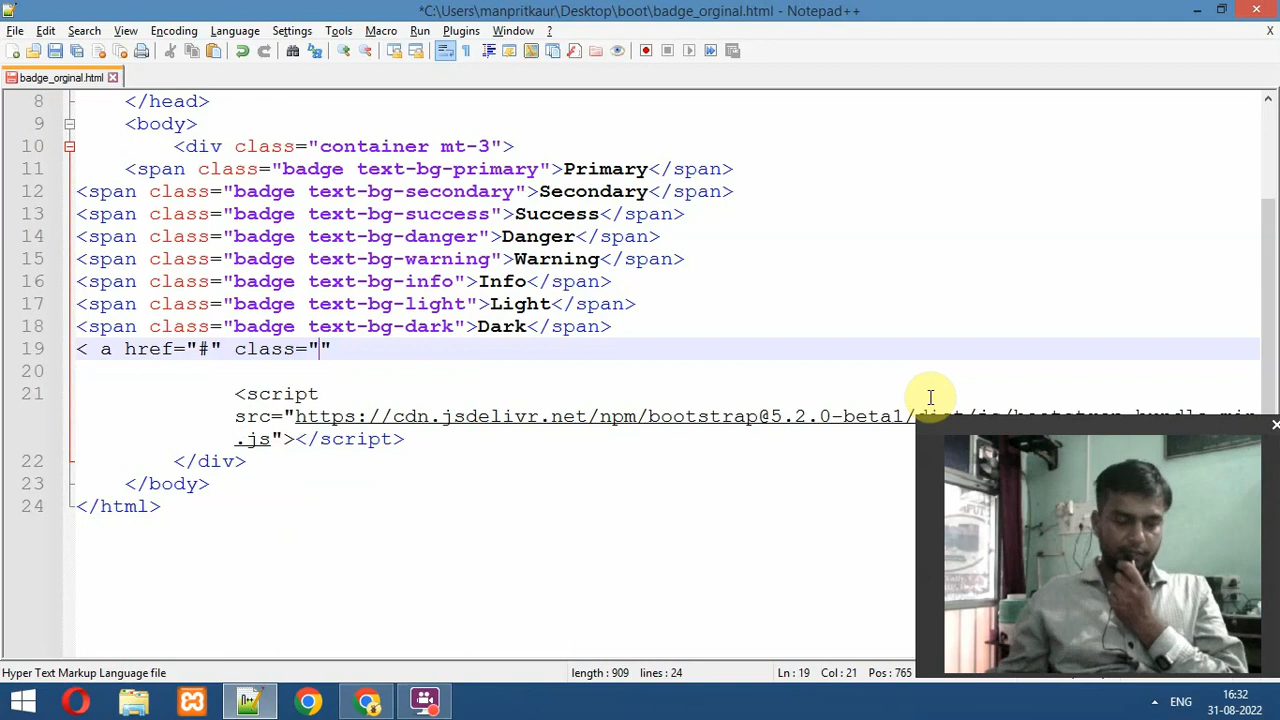 *C:\Users\manpritkaur\Desktop\boot\badge_orginal.html - Notepad++
File Edit Search View Encoding Language Settings Tools Macro Run Plugins Window ? X
badge_orginal.html
8 </head>
9 <body>
10 <div class="container mt-3">
11 <span class="badge text-bg-primary">Primary</span>
12 <span class="badge text-bg-secondary">Secondary</span>
13 <span class="badge text-bg-success">Success</span>
14 <span class="badge text-bg-danger">Danger</span>
15 <span class="badge text-bg-warning">Warning</span>
16 <span class="badge text-bg-info">Info</span>
17 <span class="badge text-bg-light">Light</span>
18 <span class="badge text-bg-dark">Dark</span>
19 < a href="#" class=""
20
21 <script
src="https://cdn.jsdelivr.net/npm/bootstrap@5.2.0-beta1/dist/js/bootstrap.bundle.min
.js"></script>
22 </div>
23 </body>
24 </html>
Hyper Text Markup Language file length : 909 lines : 24 Ln : 19 Col : 21 Pos : 765
ENG 16:32
31-08-2022